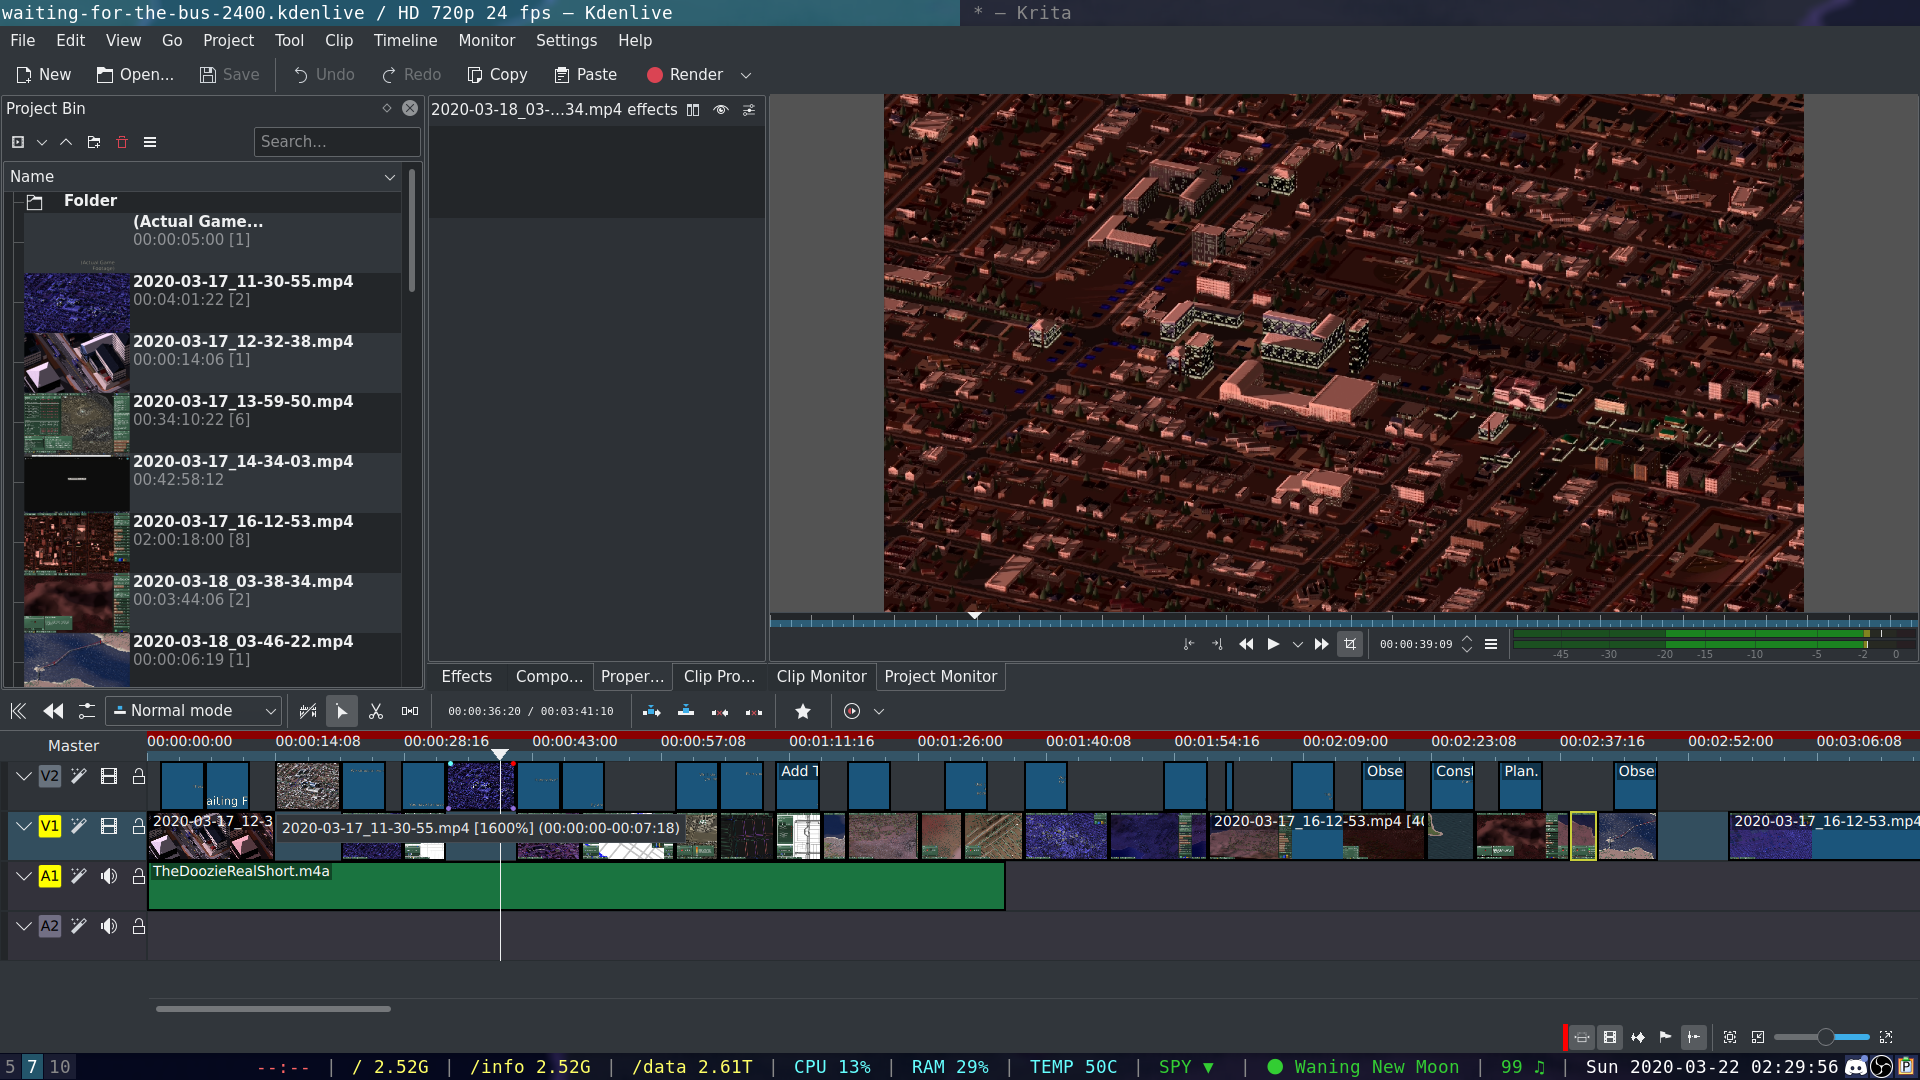 waiting-for-the-bus-2400.kdenlive / HD 720p 24 fps — Kdenlive
* — Krita
File Edit View Go Project Tool Clip Timeline Monitor Settings Help
New Open... Save Undo Redo Copy Paste Render
Project Bin
2020-03-18_03-...34.mp4 effects
Search...
Name
Folder
(Actual Game...
00:00:05:00 [1]
2020-03-17_11-30-55.mp4
00:04:01:22 [2]
2020-03-17_12-32-38.mp4
00:00:14:06 [1]
2020-03-17_13-59-50.mp4
00:34:10:22 [6]
2020-03-17_14-34-03.mp4
00:42:58:12
2020-03-17_16-12-53.mp4
02:00:18:00 [8]
2020-03-18_03-38-34.mp4
00:03:44:06 [2]
2020-03-18_03-46-22.mp4
00:00:06:19 [1]
00:00:39:09
-45 -30 -20 -15 -10 -5 -2 0
Effects Compo... Proper... Clip Pro... Clip Monitor Project Monitor
Normal mode
00:00:36:20 / 00:03:41:10
Master
00:00:00:00 00:00:14:08 00:00:28:16 00:00:43:00 00:00:57:08 00:01:11:16 00:01:26:00 00:01:40:08 00:01:54:16 00:02:09:00 00:02:23:08 00:02:37:16 00:02:52:00 00:03:06:08
V2
aiting F
Add T
Obse
Const
Plan.
Obse
V1
2020-03-17_12-3
2020-03-17_11-30-55.mp4 [1600%] (00:00:00-00:07:18)
2020-03-17_16-12-53.mp4 [40
2020-03-17_16-12-53.mp4
A1
TheDoozieRealShort.m4a
A2
5 7 10
--:-- | / 2.52G | /info 2.52G | /data 2.61T | CPU 13% | RAM 29% | TEMP 50C | SPY ▼ | Waning New Moon | 99 ♫ | Sun 2020-03-22 02:29:56